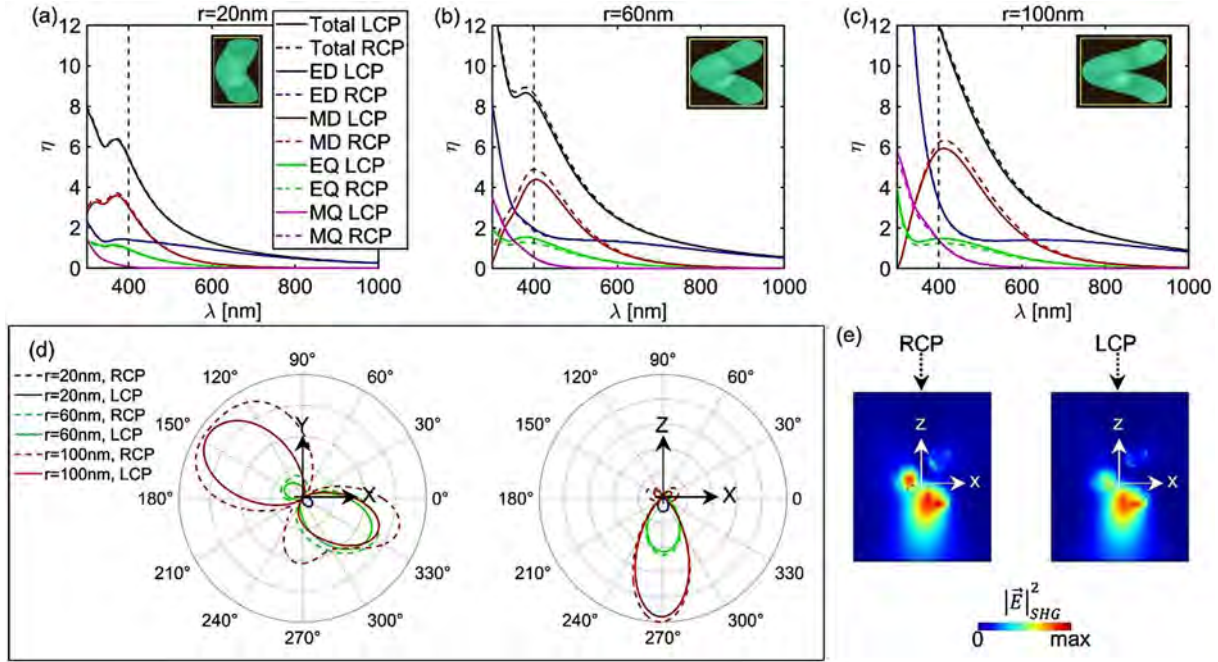 (a)
r=20nm
(b)
r=60nm
(c)
r=100nm
12
10
8
6
4
2
0
η
400
600
800
1000
λ [nm]
Total LCP
Total RCP
ED LCP
ED RCP
MD LCP
MD RCP
EQ LCP
EQ RCP
MQ LCP
MQ RCP
12
10
8
6
4
2
0
η
400
600
800
1000
λ [nm]
12
10
8
6
4
2
0
η
400
600
800
1000
λ [nm]
(d)
r=20nm, RCP
r=20nm, LCP
r=60nm, RCP
r=60nm, LCP
r=100nm, RCP
r=100nm, LCP
90°
120°
60°
150°
30°
180°
0°
210°
330°
240°
300°
270°
Y
X
90°
120°
60°
150°
30°
180°
0
210°
330°
240°
300°
270°
Z
X
(e)
RCP
LCP
Z
X
Z
X
|E⃗|²SHG
0
max